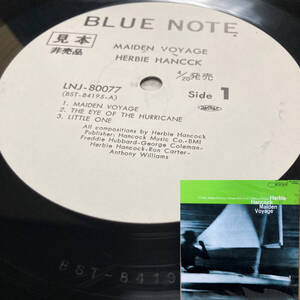 BLUE NOTE
見本
非売品
MAIDEN VOYAGE
HERBIE HANCCK
LNJ-80077
(BST-84195-A)
発売
Side 1
1. MAIDEN VOYAGE
2. THE EYE OF THE HURRICANE
3. LITTLE ONE
All compositions by Herbie Hancock
Publisher: Hancock Music Co.-BMI
Freddie Hubbard-George Coleman-
Herbie Hancock-Ron Carter-
Anthony Williams
BST-8419
Herbie
Hancock
Maiden
Voyage